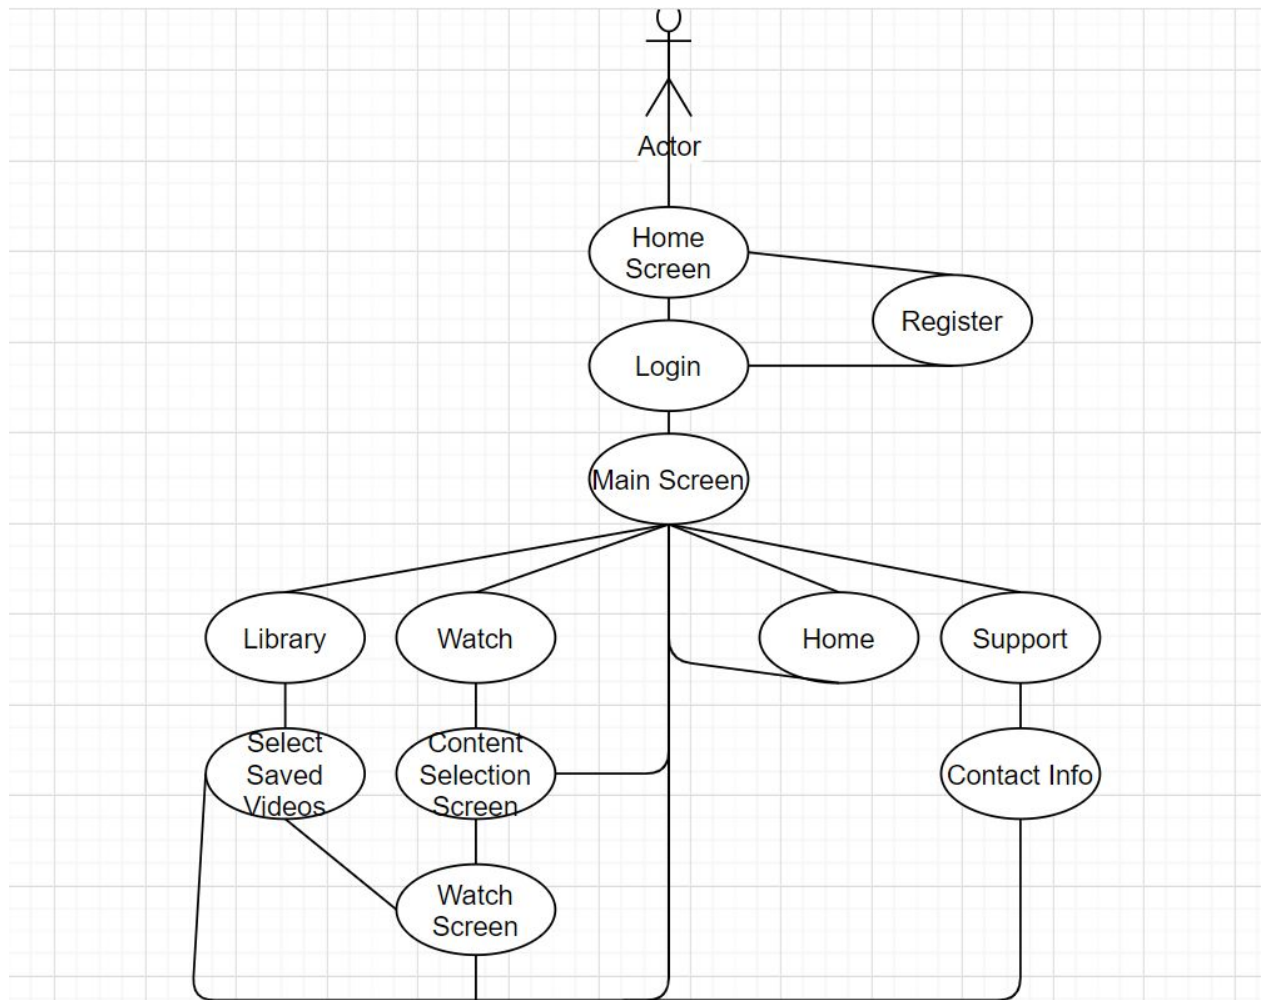 Actor
Home
Screen
Register
Login
Main Screen
Library
Watch
Home
Support
Select
Saved
Videos
Content
Selection
Screen
Contact Info
Watch
Screen